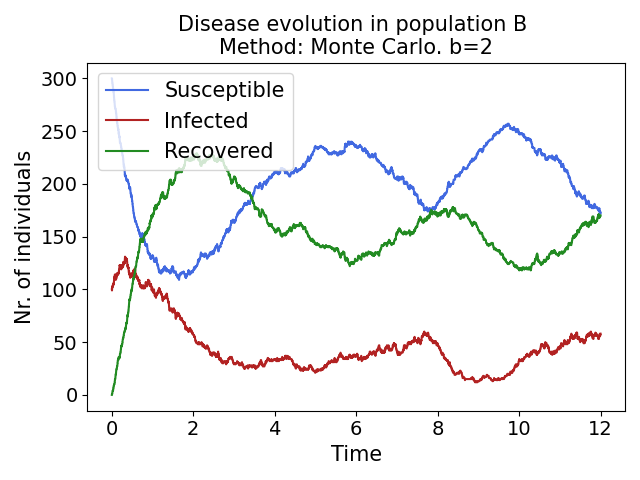 Disease evolution in population B
Method: Monte Carlo. b=2
Nr. of individuals
300
250
200
150
100
50
0
Susceptible
Infected
Recovered
0 2 4 6 8 10 12
Time